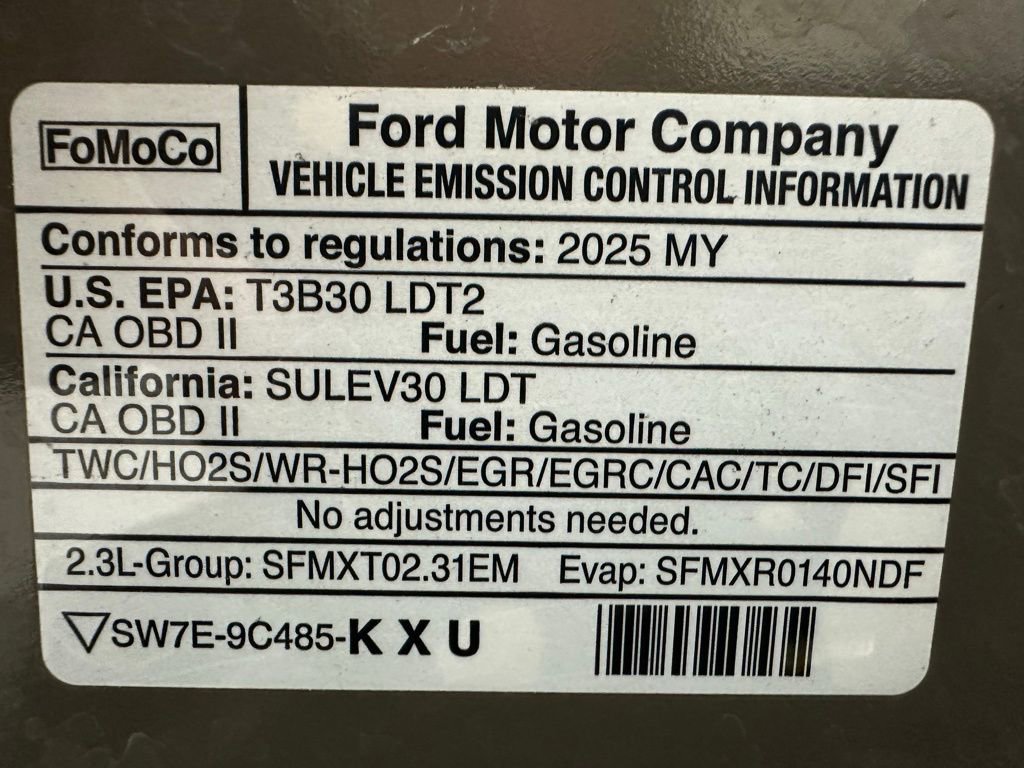 FoMoCo
Ford Motor Company
VEHICLE EMISSION CONTROL INFORMATION
Conforms to regulations: 2025 MY
U.S. EPA: T3B30 LDT2
CA OBD II Fuel: Gasoline
California: SULEV30 LDT
CA OBD II Fuel: Gasoline
TWC/HO2S/WR-HO2S/EGR/EGRC/CAC/TC/DFI/SFI
No adjustments needed.
2.3L-Group: SFMXT02.31EM Evap: SFMXR0140NDF
SW7E-9C485-K X U